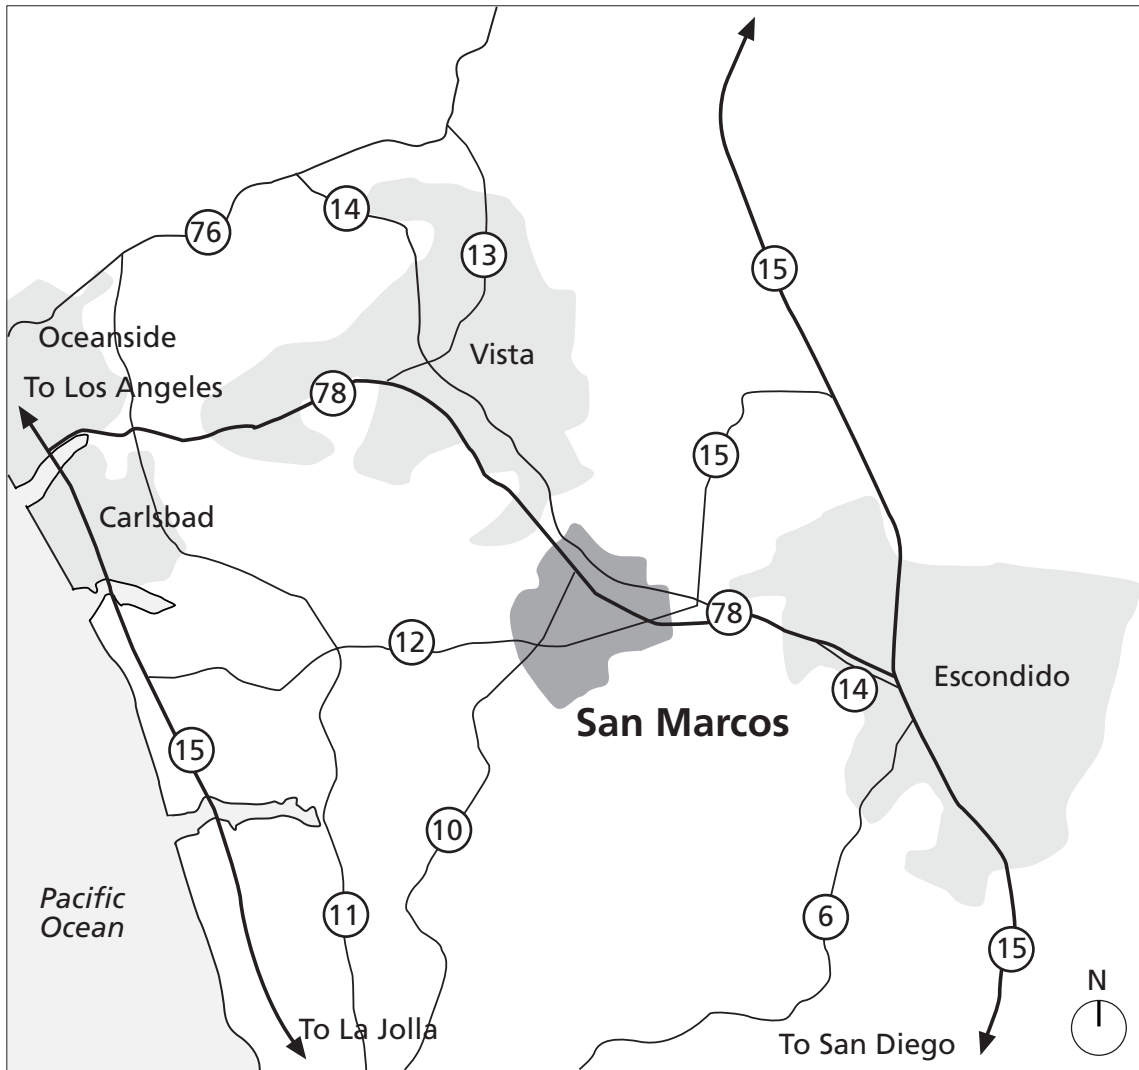 14
76
13
15
Oceanside
Vista
To Los Angeles
78
15
Carlsbad
78
12
Escondido
14
San Marcos
15
10
Pacific
Ocean
11
6
15
N
To La Jolla
To San Diego